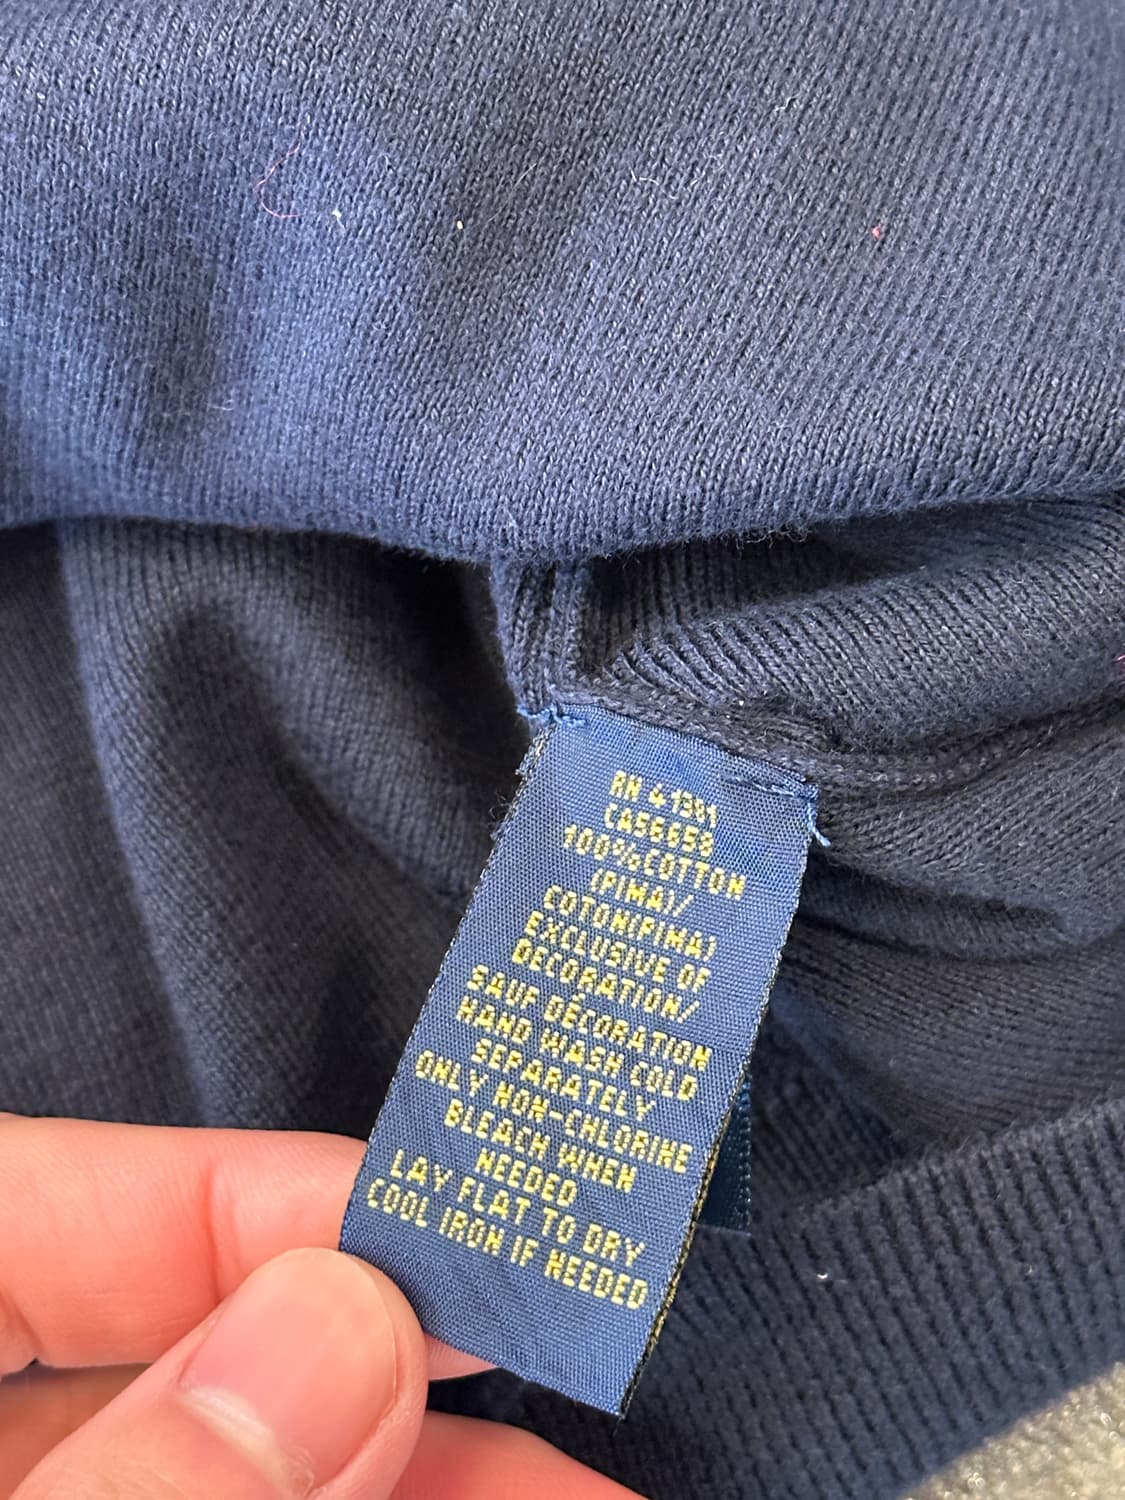 RN 41381
CA56658
100%COTTON
(PIMA)/
COTON(PIMA)
EXCLUSIVE OF
DECORATION/
SAUF DÉCORATION
HAND WASH COLD
SEPARATELY
ONLY NON-CHLORINE
BLEACH WHEN
NEEDED
LAY FLAT TO DRY
COOL IRON IF NEEDED